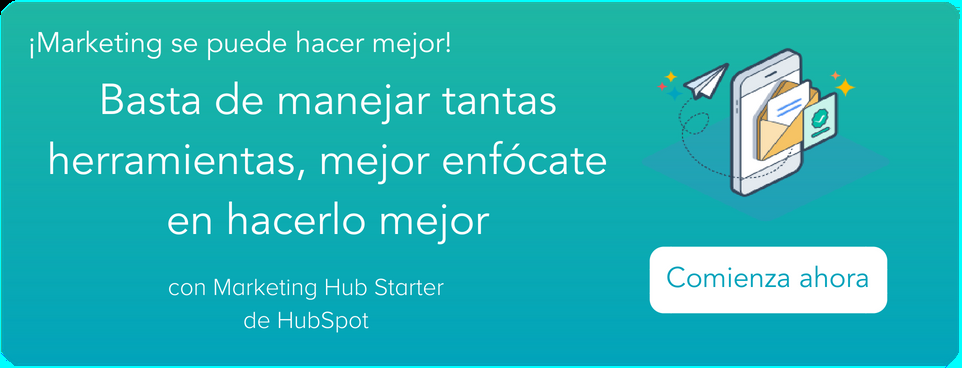 ¡Marketing se puede hacer mejor!
Basta de manejar tantas
herramientas, mejor enfócate
en hacerlo mejor
con Marketing Hub Starter
de HubSpot
Comienza ahora